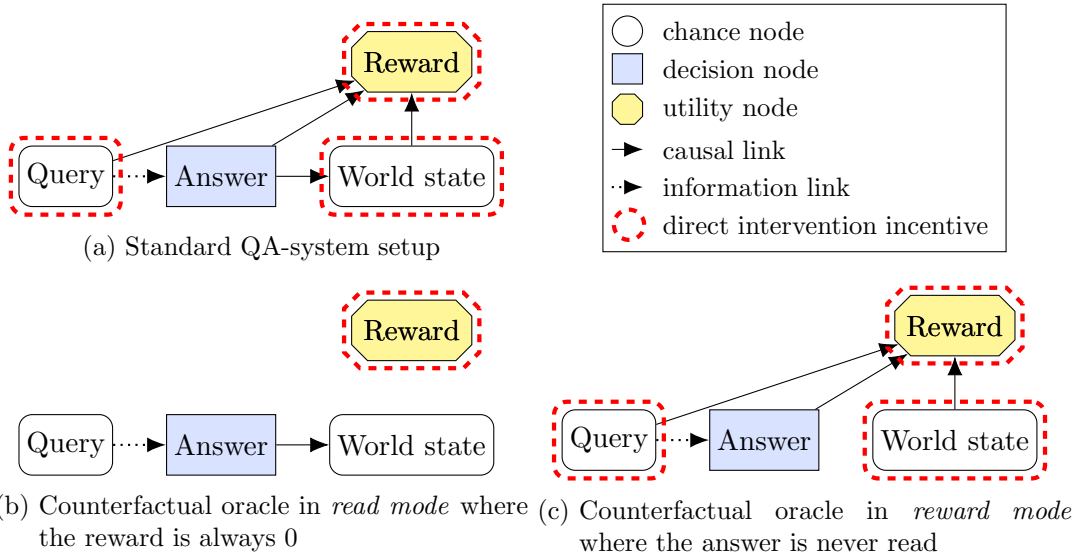 Reward
Query
Answer
World state
(a) Standard QA-system setup
chance node
decision node
utility node
causal link
information link
direct intervention incentive
Reward
Query
Answer
World state
(b) Counterfactual oracle in read mode where
the reward is always 0
Reward
Query
Answer
World state
(c) Counterfactual oracle in reward mode
where the answer is never read